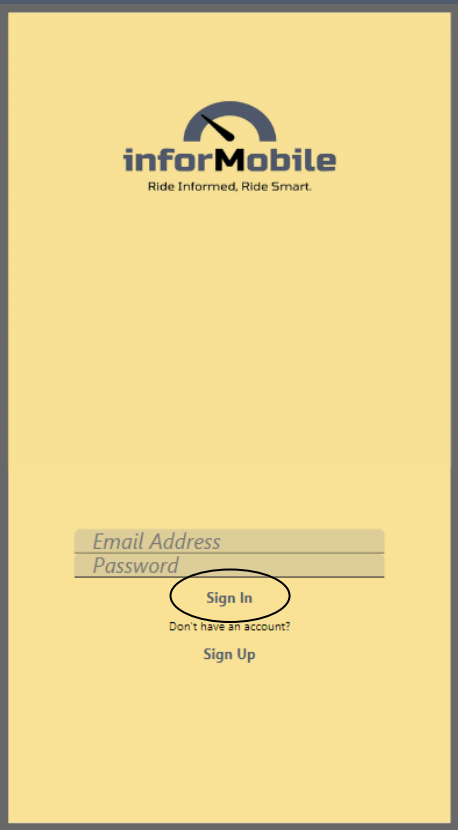 inforMobile
Ride Informed, Ride Smart.
Email Address
Password
Sign In
Don't have an account?
Sign Up